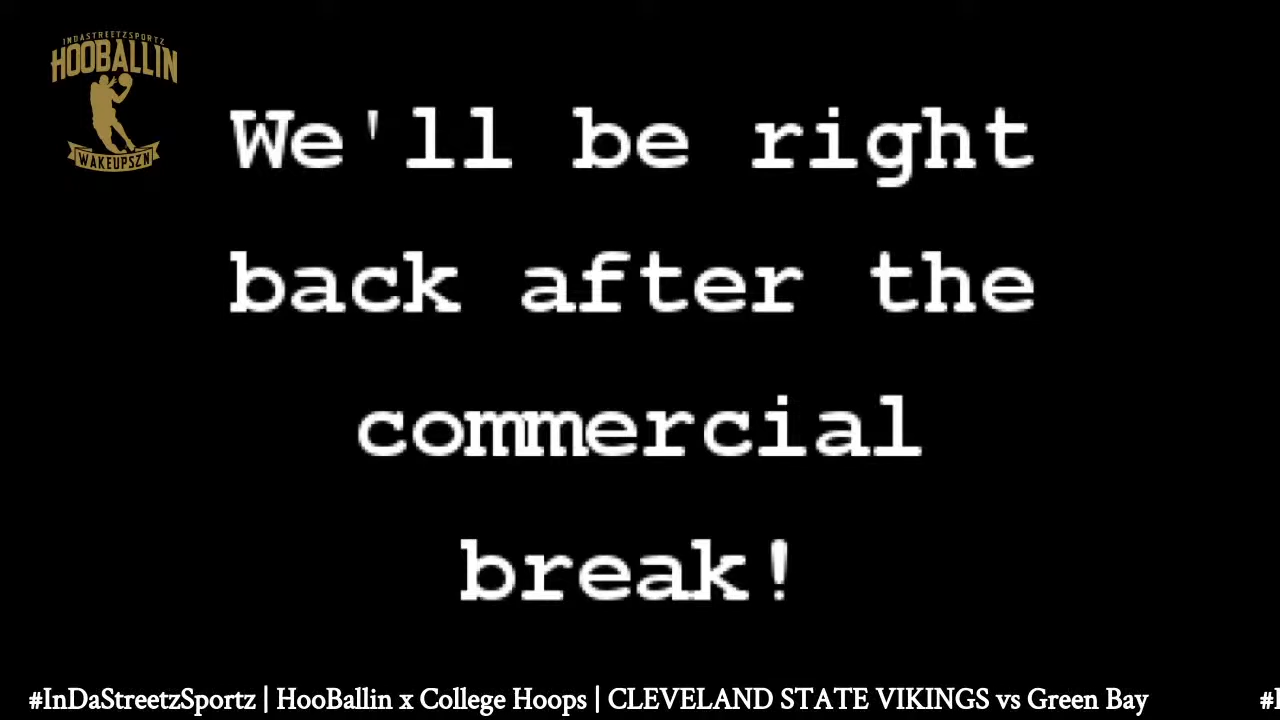 INDASTREETZSPORTZ
HOOBALLIN
WAKEUPSZN
We'll be right
back after the
commercial
break!
#InDaStreetzSportz | HooBallin x College Hoops | CLEVELAND STATE VIKINGS vs Green Bay